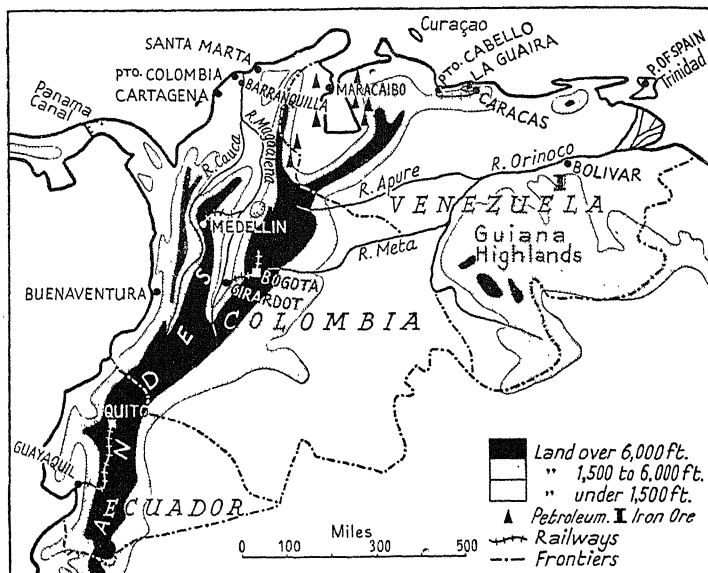 Curaçao
SANTA MARTA
PTO. COLOMBIA
CARTAGENA
BARRANQUILLA
MARACAIBO
PTO. CABELLO
LA GUAIRA
CARACAS
P. OF SPAIN
Trinidad
Panama
Canal
R. Cauca
R. Magdalena
R. Apure
R. Orinoco
BOLIVAR
VENEZUELA
MEDELLIN
R. Meta
Guiana
Highlands
BOGOTA
GIRARDOT
BUENAVENTURA
COLOMBIA
ANDES
QUITO
GUAYAQUIL
ECUADOR
Land over 6,000 ft.
" 1,500 to 6,000 ft.
" under 1,500 ft.
Petroleum. Iron Ore
Railways
Frontiers
Miles
0 100 300 500